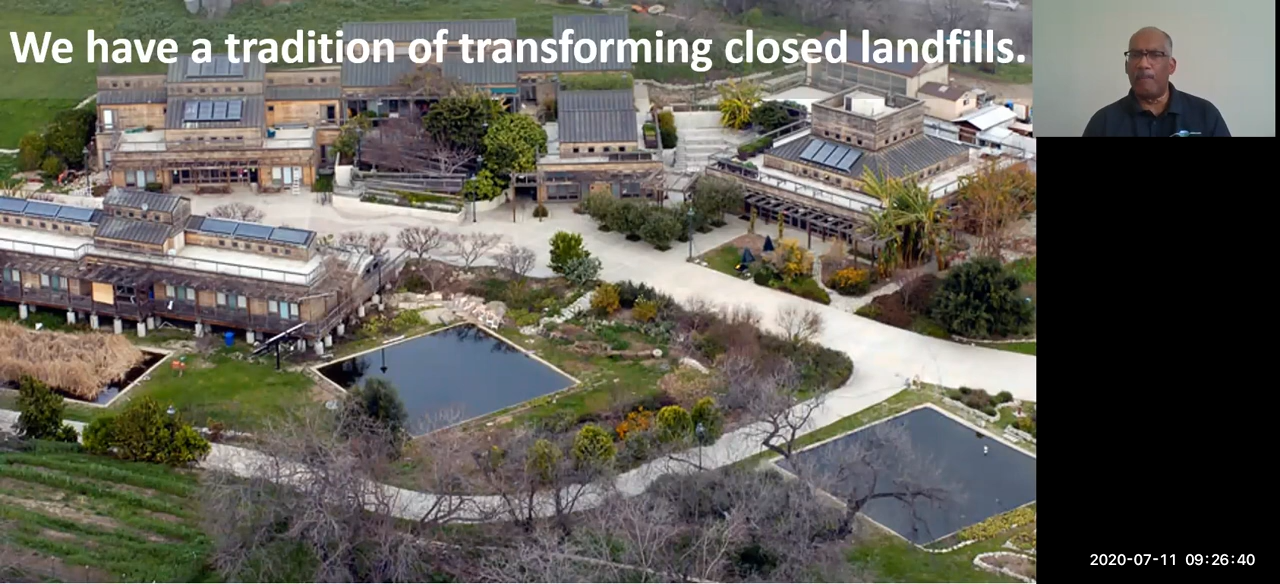 We have a tradition of transforming closed landfills.
2020-07-11 09:26:40